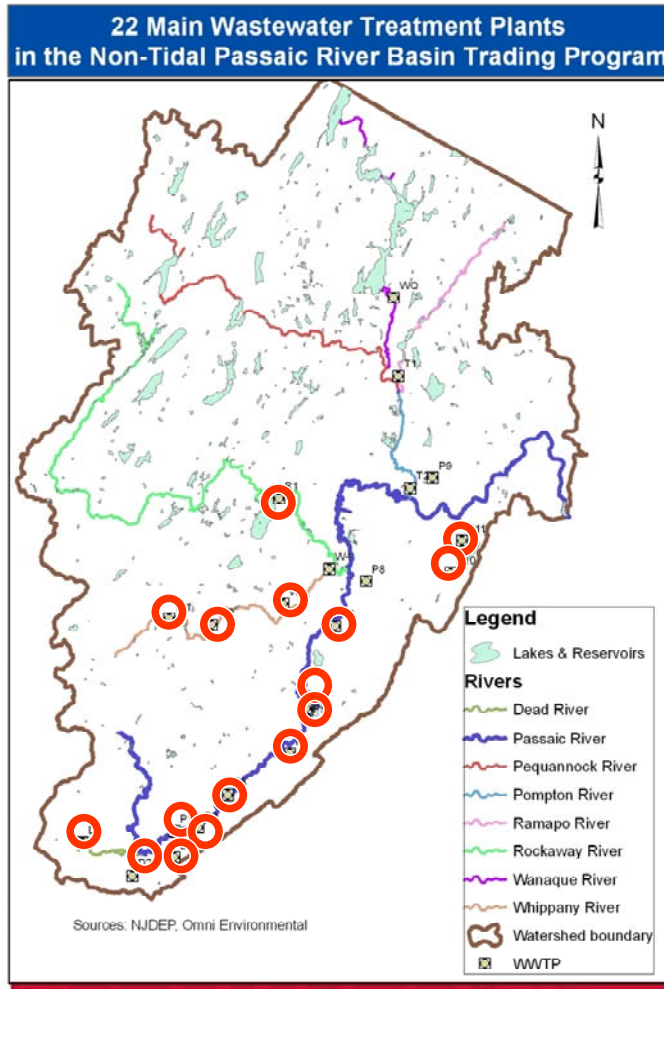 22 Main Wastewater Treatment Plants
in the Non-Tidal Passaic River Basin Trading Program
N
T1
P9
P8
Legend
Lakes & Reservoirs
Rivers
Dead River
Passaic River
Pequannock River
Pompton River
Ramapo River
Rockaway River
Wanaque River
Whippany River
Watershed boundary
WWTP
Sources: NJDEP, Omni Environmental